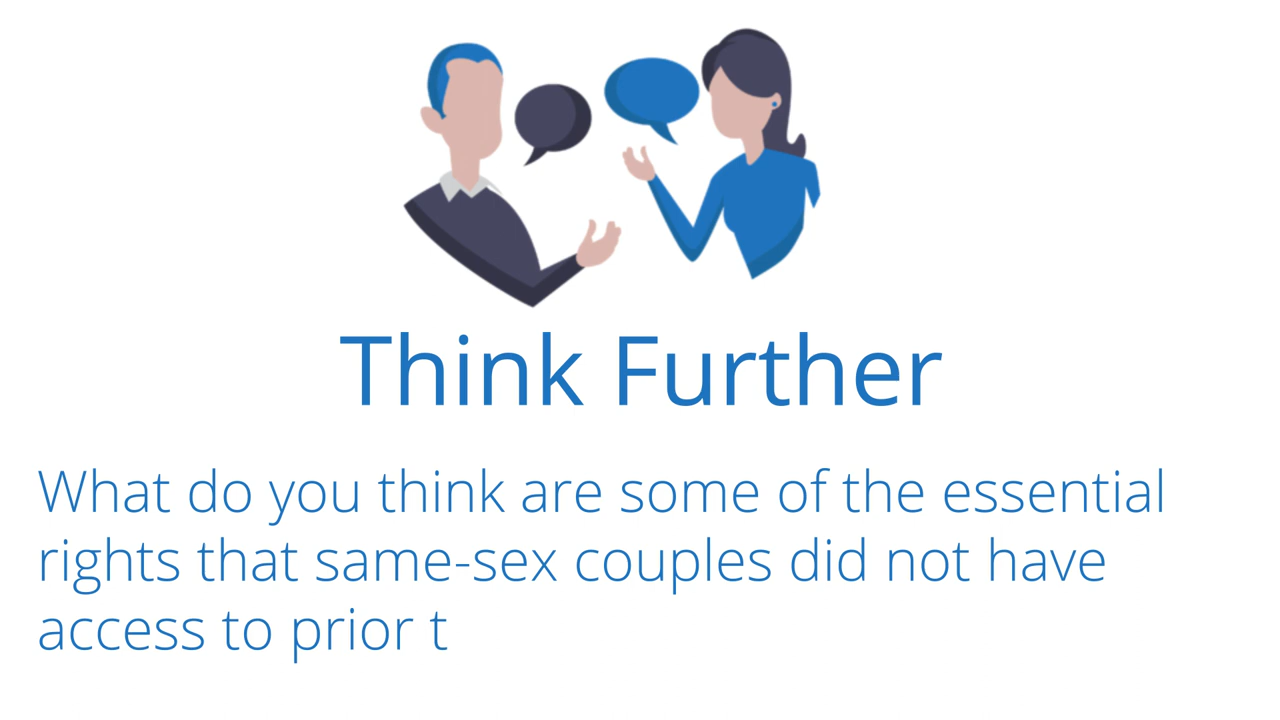 Think Further
What do you think are some of the essential
rights that same-sex couples did not have
access to prior t